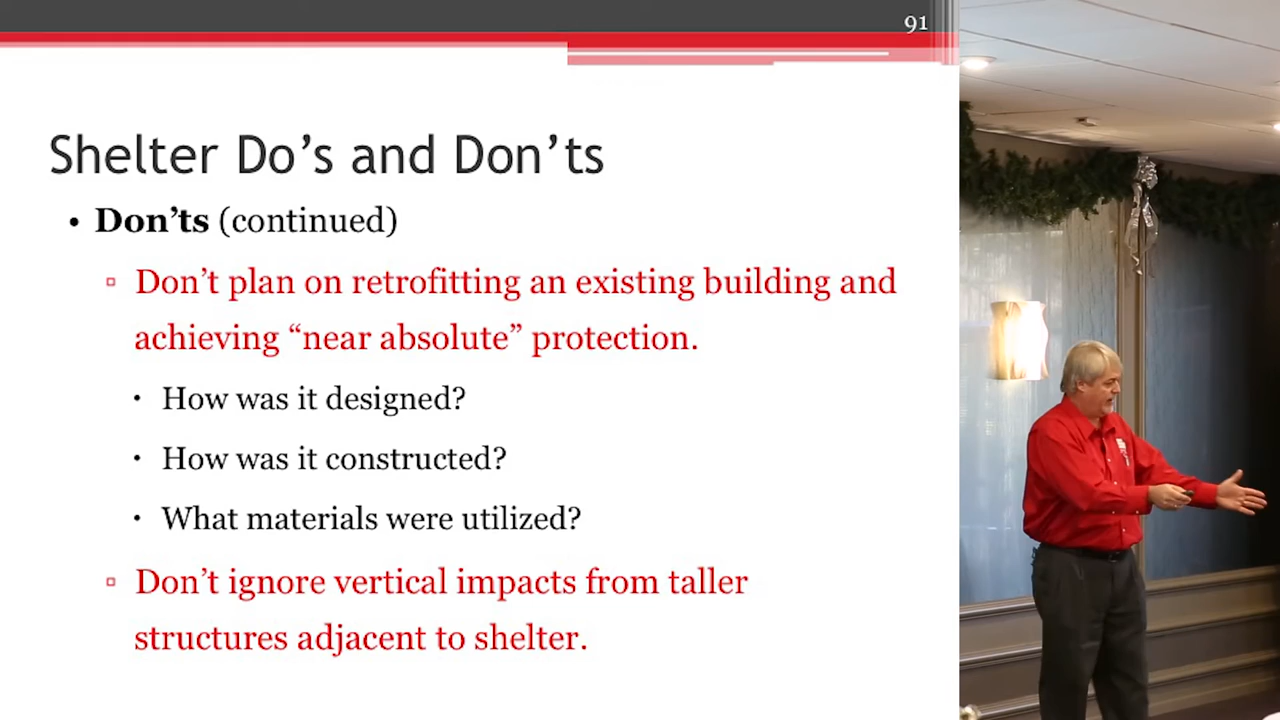 91
Shelter Do’s and Don’ts
• Don’ts (continued)
▫ Don’t plan on retrofitting an existing building and
achieving “near absolute” protection.
• How was it designed?
• How was it constructed?
• What materials were utilized?
▫ Don’t ignore vertical impacts from taller
structures adjacent to shelter.